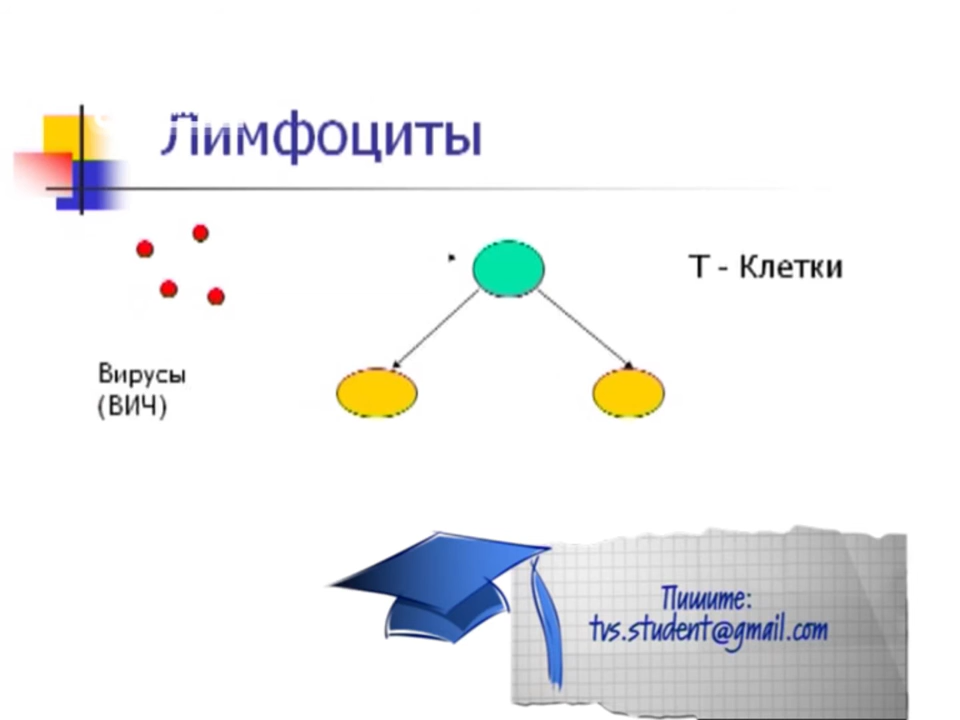 Лимфоциты
Т - Клетки
Вирусы
(ВИЧ)
Пишите:
tvs.student@gmail.com